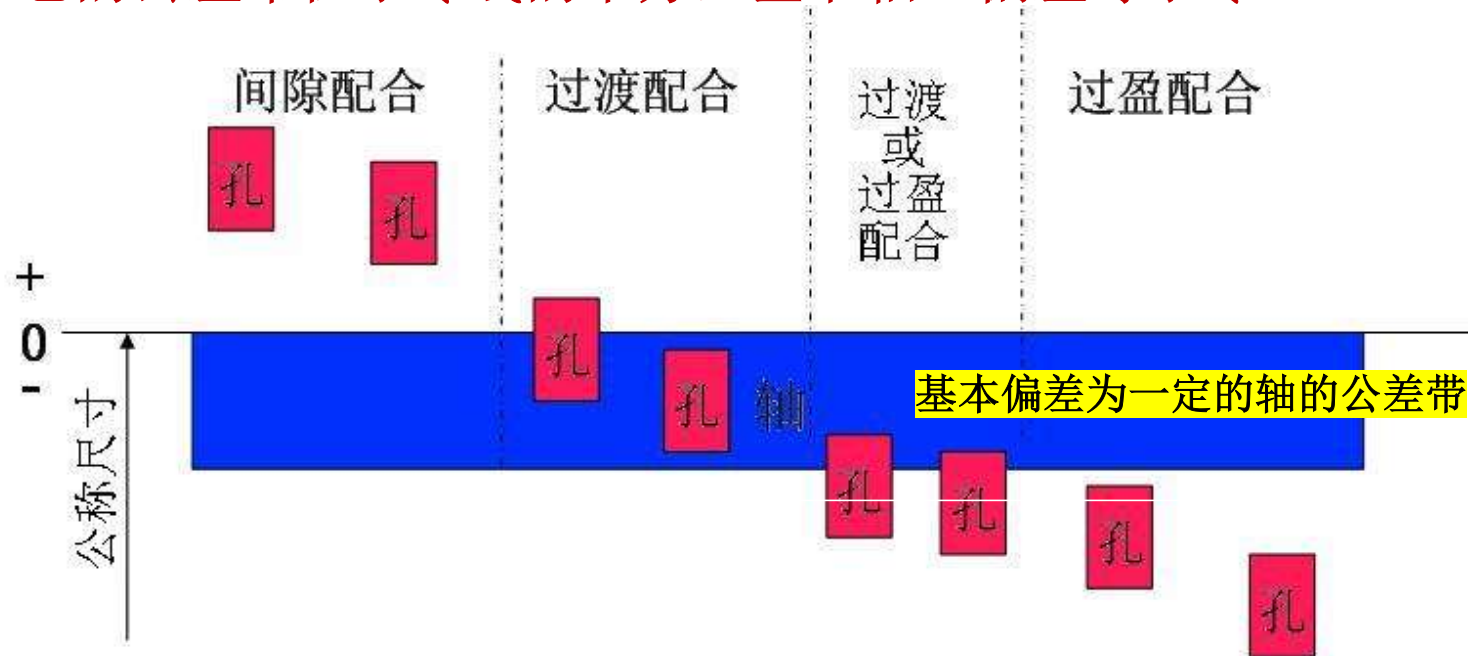 间隙配合
过渡配合
过渡
或
过盈
配合
过盈配合
孔
孔
+
0
-
孔
孔
轴
基本偏差为一定的轴的公差带
公称尺寸
孔
孔
孔
孔